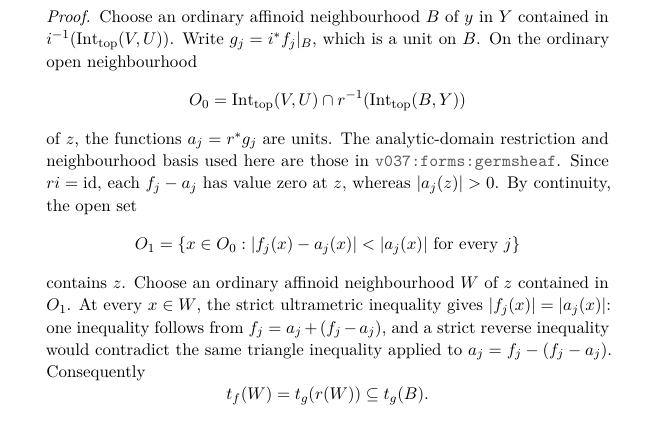 Proof. Choose an ordinary affinoid neighbourhood B of y in Y contained in
i⁻¹(Int_top(V, U)). Write g_j = i*f_j|_B, which is a unit on B. On the ordinary
open neighbourhood
O₀ = Int_top(V, U) ∩ r⁻¹(Int_top(B, Y))
of z, the functions a_j = r*g_j are units. The analytic-domain restriction and
neighbourhood basis used here are those in v037:forms:germsheaf. Since
ri = id, each f_j − a_j has value zero at z, whereas |a_j(z)| > 0. By continuity,
the open set
O₁ = {x ∈ O₀ : |f_j(x) − a_j(x)| < |a_j(x)| for every j}
contains z. Choose an ordinary affinoid neighbourhood W of z contained in
O₁. At every x ∈ W, the strict ultrametric inequality gives |f_j(x)| = |a_j(x)|:
one inequality follows from f_j = a_j + (f_j − a_j), and a strict reverse inequality
would contradict the same triangle inequality applied to a_j = f_j − (f_j − a_j).
Consequently
t_f(W) = t_g(r(W)) ⊆ t_g(B).